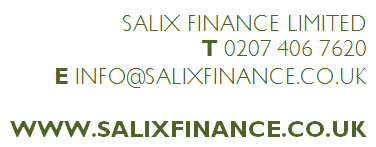 SALIX FINANCE LIMITED
T 0207 406 7620
E INFO@SALIXFINANCE.CO.UK
WWW.SALIXFINANCE.CO.UK